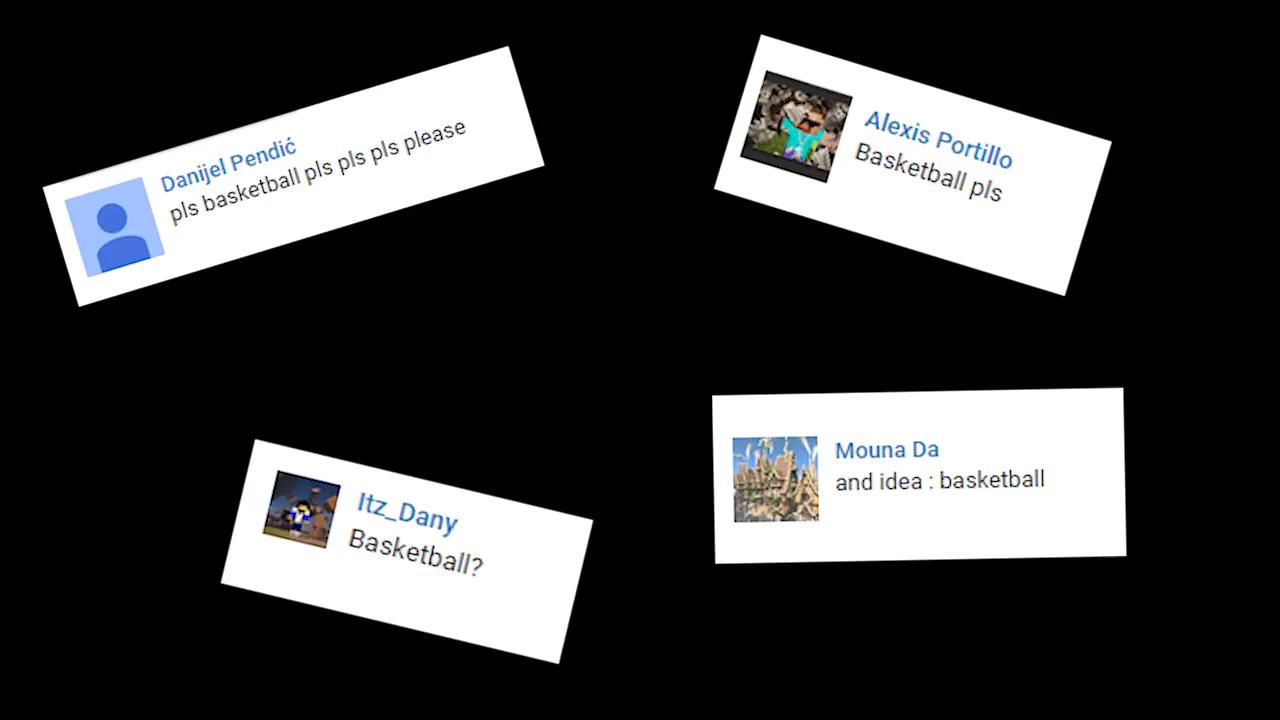 Danijel Pendić
pls basketball pls pls pls please
Alexis Portillo
Basketball pls
Itz_Dany
Basketball?
Mouna Da
and idea : basketball